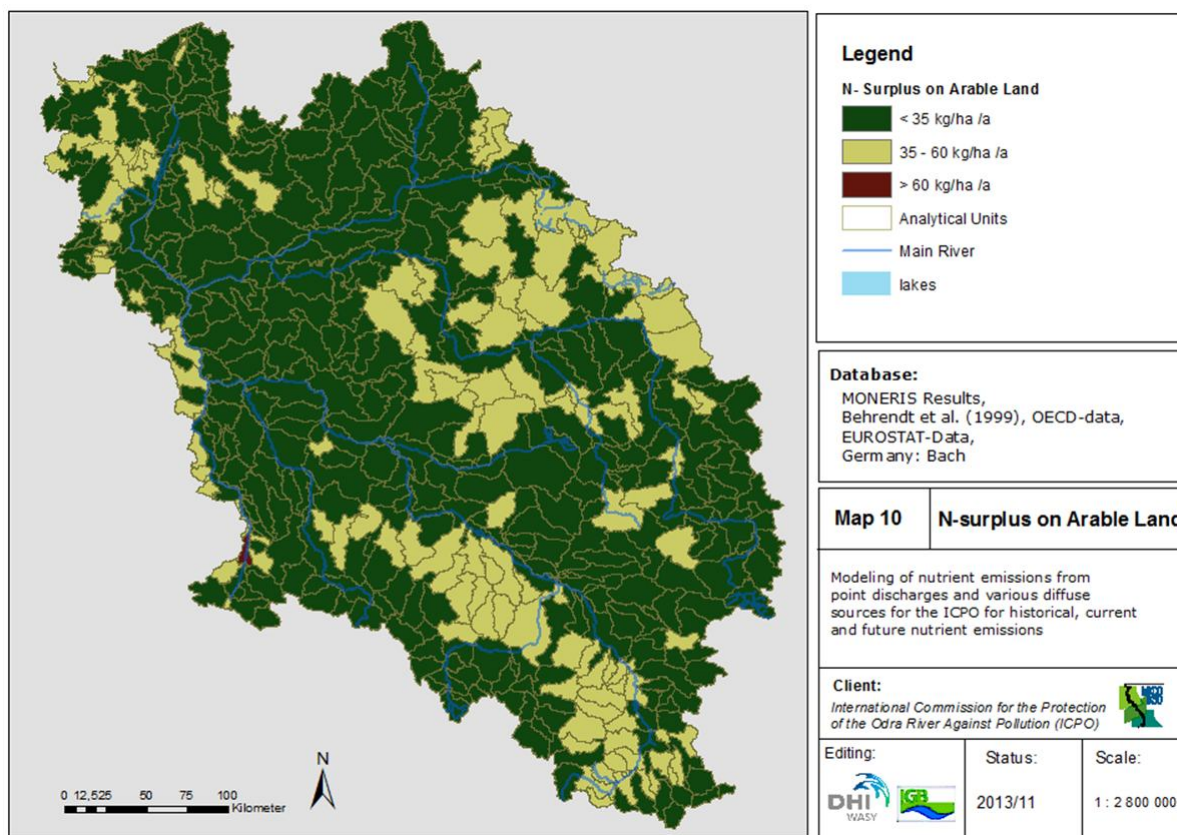 Legend
N- Surplus on Arable Land
< 35 kg/ha /a
35 - 60 kg/ha /a
> 60 kg/ha /a
Analytical Units
Main River
lakes
Database:
MONERIS Results,
Behrendt et al. (1999), OECD-data,
EUROSTAT-Data,
Germany: Bach
Map 10
N-surplus on Arable Land
Modeling of nutrient emissions from
point discharges and various diffuse
sources for the ICPO for historical, current
and future nutrient emissions
Client:
International Commission for the Protection
of the Odra River Against Pollution (ICPO)
Editing:
DHI
WASY
IGB
Status:
2013/11
Scale:
1 : 2 800 000
N
0 12,525 50 75 100
Kilometer